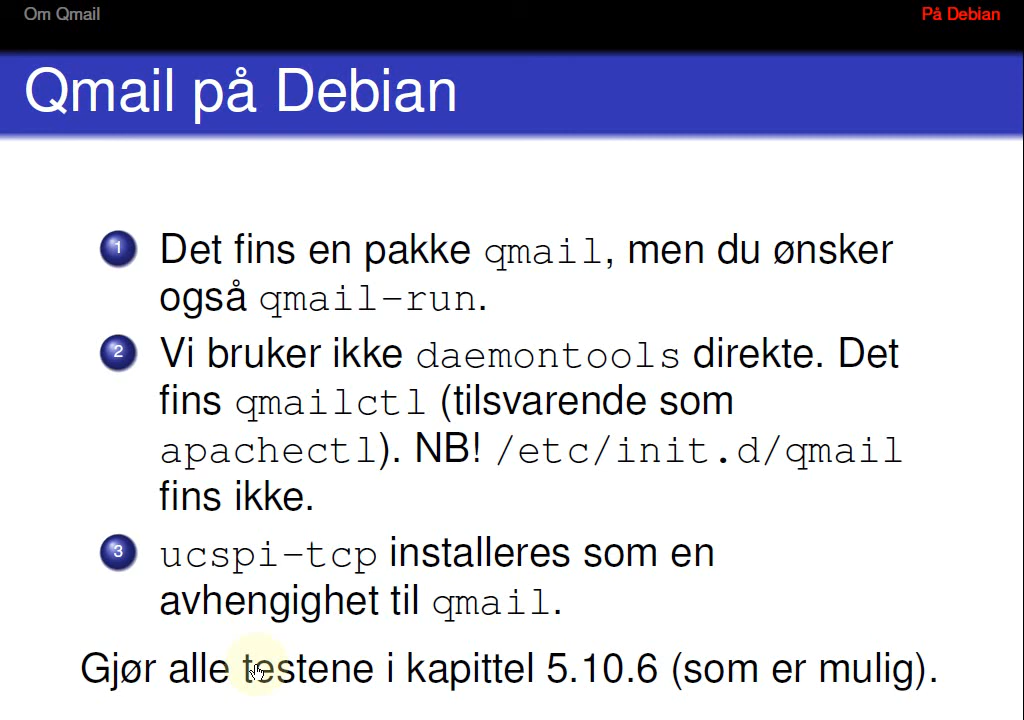 Om Qmail
På Debian
Qmail på Debian
1 Det fins en pakke qmail, men du ønsker
også qmail-run.
2 Vi bruker ikke daemontools direkte. Det
fins qmailctl (tilsvarende som
apachectl). NB! /etc/init.d/qmail
fins ikke.
3 ucspi-tcp installeres som en
avhengighet til qmail.
Gjør alle testene i kapittel 5.10.6 (som er mulig).